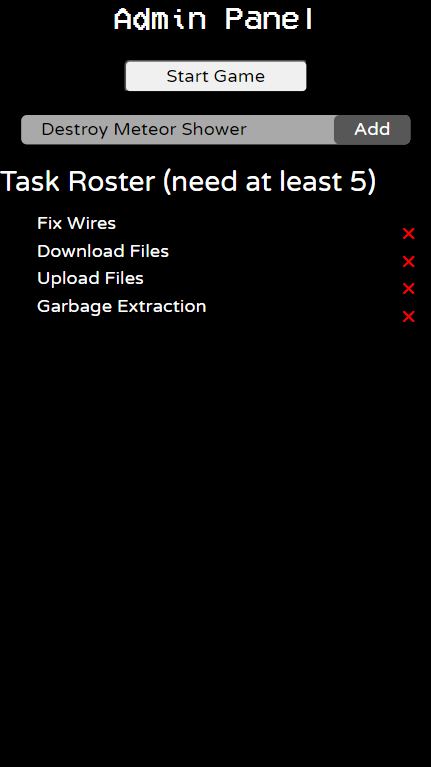 Admin Panel
Start Game
Destroy Meteor Shower Add
Task Roster (need at least 5)
Fix Wires
Download Files
Upload Files
Garbage Extraction